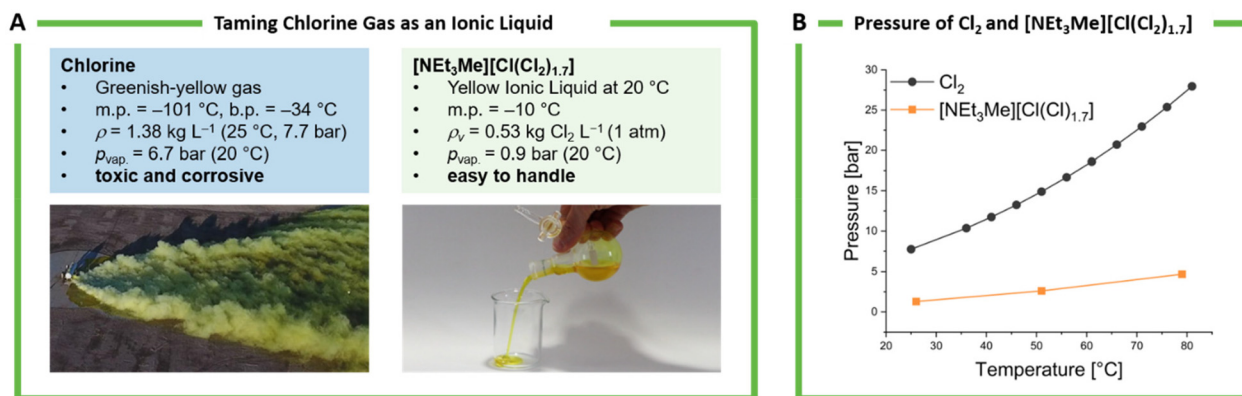 A Taming Chlorine Gas as an Ionic Liquid
Chlorine
• Greenish-yellow gas
• m.p. = –101 °C, b.p. = –34 °C
• ρ = 1.38 kg L⁻¹ (25 °C, 7.7 bar)
• p_vap. = 6.7 bar (20 °C)
• toxic and corrosive
[NEt₃Me][Cl(Cl₂)₁.₇]
• Yellow Ionic Liquid at 20 °C
• m.p. = –10 °C
• ρᵥ = 0.53 kg Cl₂ L⁻¹ (1 atm)
• p_vap. = 0.9 bar (20 °C)
• easy to handle
B Pressure of Cl₂ and [NEt₃Me][Cl(Cl₂)₁.₇]
Cl₂
[NEt₃Me][Cl(Cl)₁.₇]
Pressure [bar]
30
25
20
15
10
5
0
20 30 40 50 60 70 80
Temperature [°C]